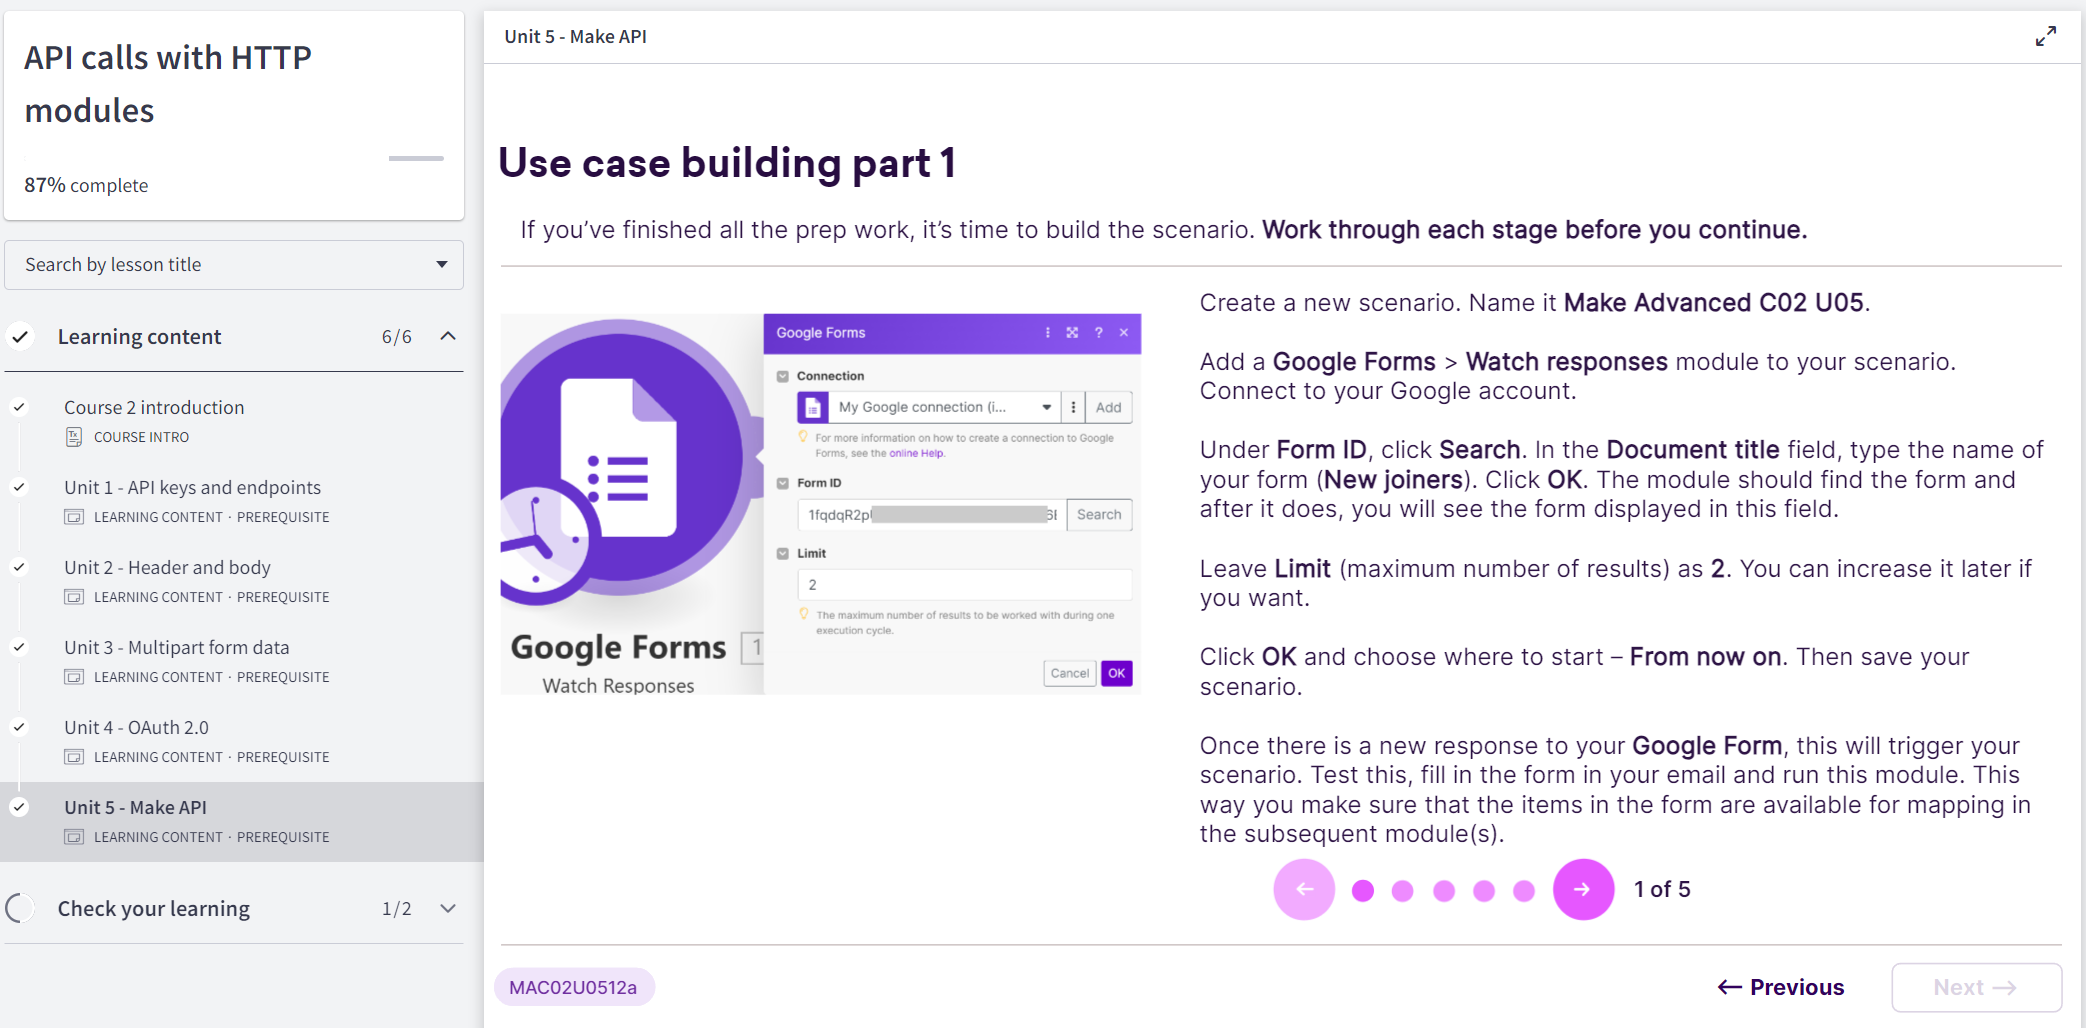 API calls with HTTP
modules
87% complete
Search by lesson title
Learning content 6/6
Course 2 introduction
COURSE INTRO
Unit 1 - API keys and endpoints
LEARNING CONTENT · PREREQUISITE
Unit 2 - Header and body
LEARNING CONTENT · PREREQUISITE
Unit 3 - Multipart form data
LEARNING CONTENT · PREREQUISITE
Unit 4 - OAuth 2.0
LEARNING CONTENT · PREREQUISITE
Unit 5 - Make API
LEARNING CONTENT · PREREQUISITE
Check your learning 1/2
Unit 5 - Make API
Use case building part 1
If you've finished all the prep work, it's time to build the scenario. Work through each stage before you continue.
Google Forms
Connection
My Google connection (i...
Add
For more information on how to create a connection to Google
Forms, see the online Help.
Form ID
1fqdqR2p
Search
Limit
2
The maximum number of results to be worked with during one
execution cycle.
Cancel OK
Google Forms 1
Watch Responses
Create a new scenario. Name it Make Advanced C02 U05.
Add a Google Forms > Watch responses module to your scenario.
Connect to your Google account.
Under Form ID, click Search. In the Document title field, type the name of
your form (New joiners). Click OK. The module should find the form and
after it does, you will see the form displayed in this field.
Leave Limit (maximum number of results) as 2. You can increase it later if
you want.
Click OK and choose where to start – From now on. Then save your
scenario.
Once there is a new response to your Google Form, this will trigger your
scenario. Test this, fill in the form in your email and run this module. This
way you make sure that the items in the form are available for mapping in
the subsequent module(s).
1 of 5
MAC02U0512a
← Previous
Next →